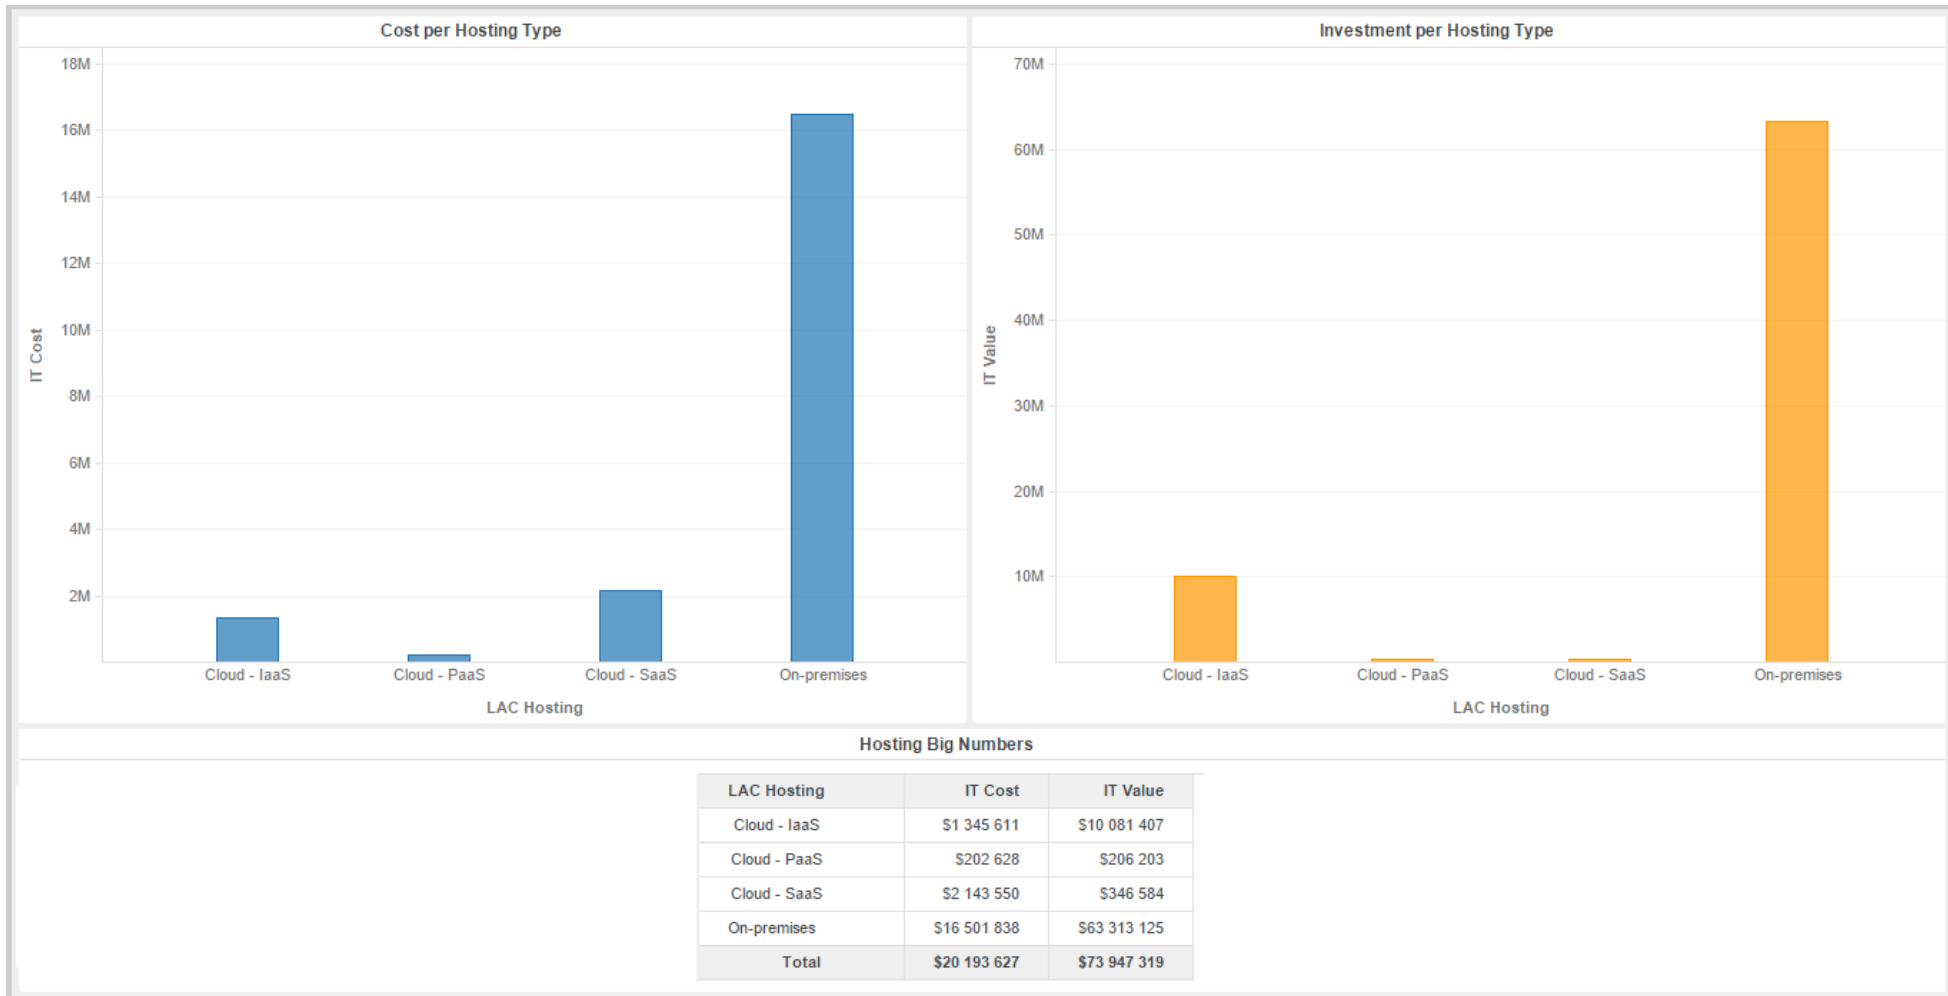 Cost per Hosting Type
18M
16M
14M
12M
10M
8M
6M
4M
2M
IT Cost
Cloud - IaaS Cloud - PaaS Cloud - SaaS On-premises
LAC Hosting
Investment per Hosting Type
70M
60M
50M
40M
30M
20M
10M
IT Value
Cloud - IaaS Cloud - PaaS Cloud - SaaS On-premises
LAC Hosting
Hosting Big Numbers
LAC Hosting IT Cost IT Value
Cloud - IaaS $1 345 611 $10 081 407
Cloud - PaaS $202 628 $206 203
Cloud - SaaS $2 143 550 $346 584
On-premises $16 501 838 $63 313 125
Total $20 193 627 $73 947 319